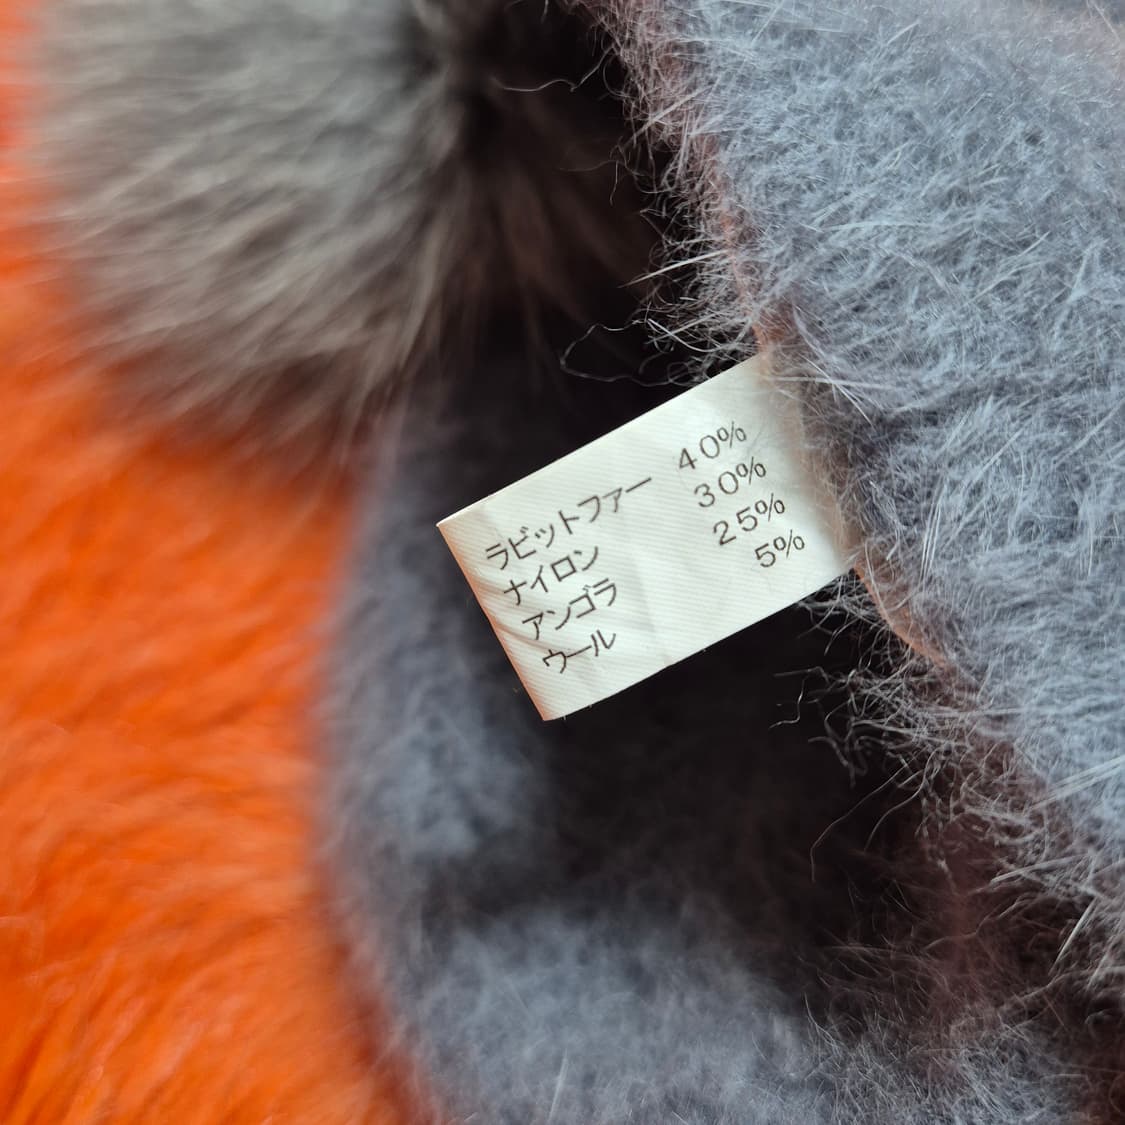 ラビットファー 40%
ナイロン 30%
アンゴラ 25%
ウール 5%